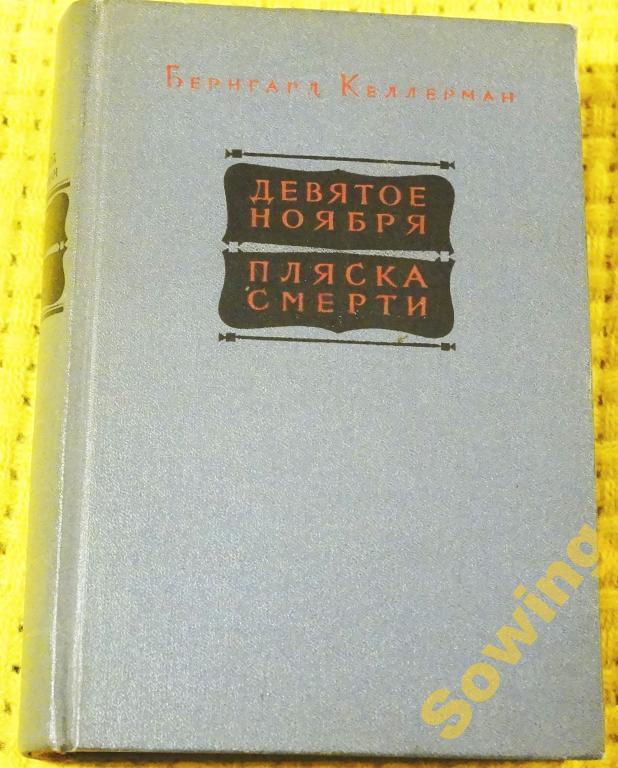 Бернгард Келлерман
ДЕВЯТОЕ
НОЯБРЯ
ПЛЯСКА
СМЕРТИ
Sowing